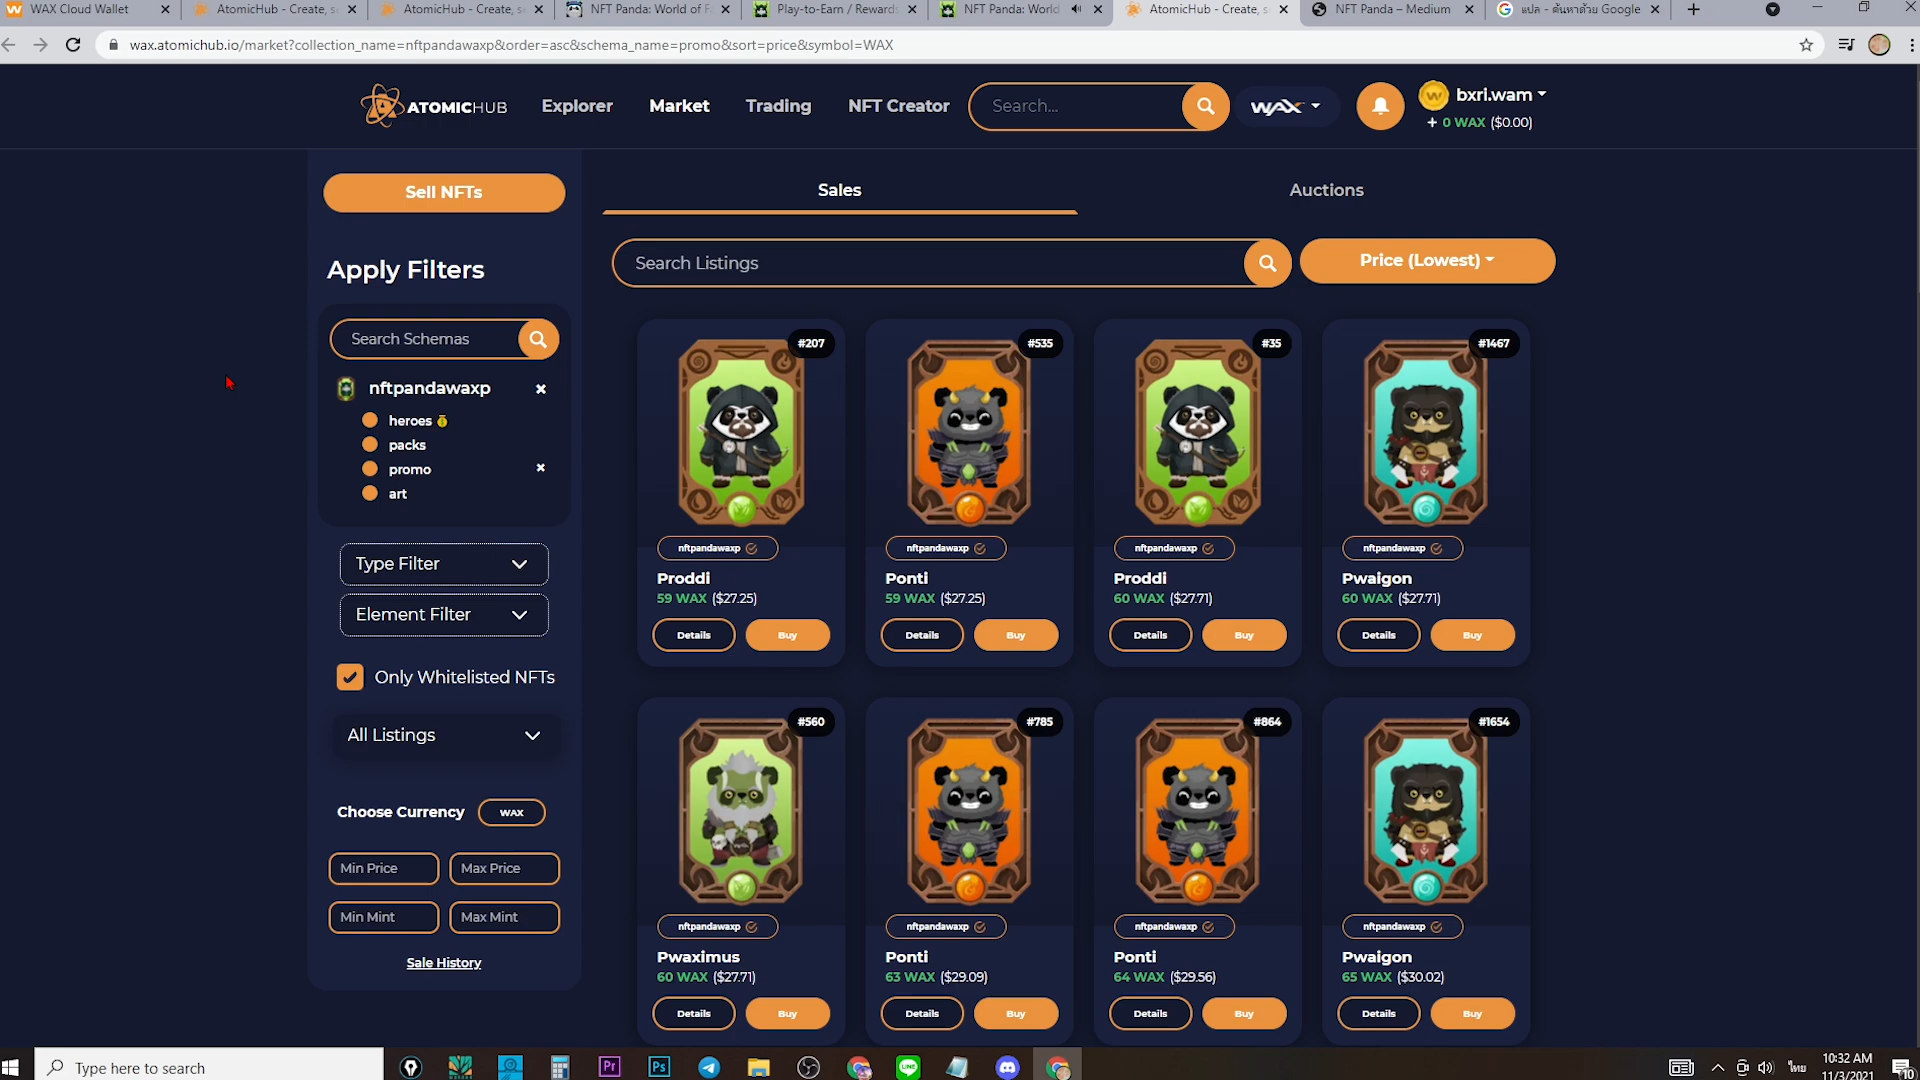 WAX Cloud Wallet
AtomicHub - Create, s
AtomicHub - Create, s
NFT Panda: World of F
Play-to-Earn / Rewards
NFT Panda: World
AtomicHub - Create, s
NFT Panda – Medium
แปล - ค้นหาด้วย Google
wax.atomichub.io/market?collection_name=nftpandawaxp&order=asc&schema_name=promo&sort=price&symbol=WAX
ATOMICHUB
Explorer
Market
Trading
NFT Creator
Search...
WAX
bxri.wam
+ 0 WAX ($0.00)
Sell NFTs
Sales
Auctions
Apply Filters
Search Listings
Price (Lowest)
Search Schemas
nftpandawaxp
heroes
packs
promo
art
Type Filter
Element Filter
Only Whitelisted NFTs
All Listings
Choose Currency WAX
Min Price Max Price
Min Mint Max Mint
Sale History
#207
nftpandawaxp
Proddi
59 WAX ($27.25)
Details Buy
#535
nftpandawaxp
Ponti
59 WAX ($27.25)
Details Buy
#35
nftpandawaxp
Proddi
60 WAX ($27.71)
Details Buy
#1467
nftpandawaxp
Pwaigon
60 WAX ($27.71)
Details Buy
#560
nftpandawaxp
Pwaximus
60 WAX ($27.71)
Details Buy
#785
nftpandawaxp
Ponti
63 WAX ($29.09)
Details Buy
#864
nftpandawaxp
Ponti
64 WAX ($29.56)
Details Buy
#1654
nftpandawaxp
Pwaigon
65 WAX ($30.02)
Details Buy
Type here to search
Pr
Ps
LINE
ไทย
10:32 AM
11/3/2021
10